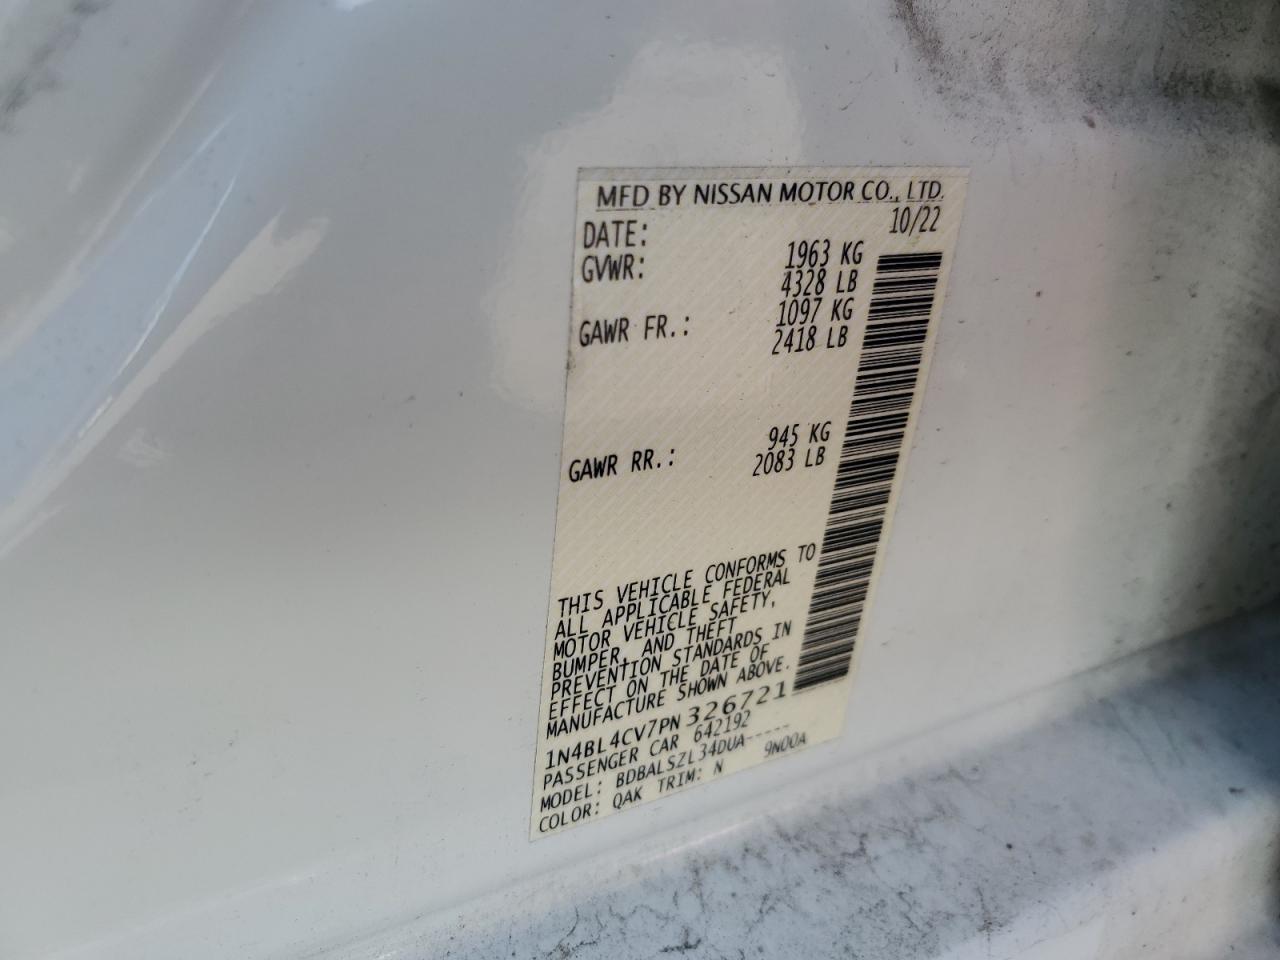 MFD BY NISSAN MOTOR CO., LTD.
DATE: 10/22
GVWR: 1963 KG
4328 LB
GAWR FR.: 1097 KG
2418 LB
GAWR RR.: 945 KG
2083 LB
THIS VEHICLE CONFORMS TO
ALL APPLICABLE FEDERAL
MOTOR VEHICLE SAFETY,
BUMPER, AND THEFT
PREVENTION STANDARDS IN
EFFECT ON THE DATE OF
MANUFACTURE SHOWN ABOVE.
1N4BL4CV7PN326721
PASSENGER CAR 642192
MODEL: BDBALSZL34DUA-----
COLOR: QAK TRIM: N 9N00A